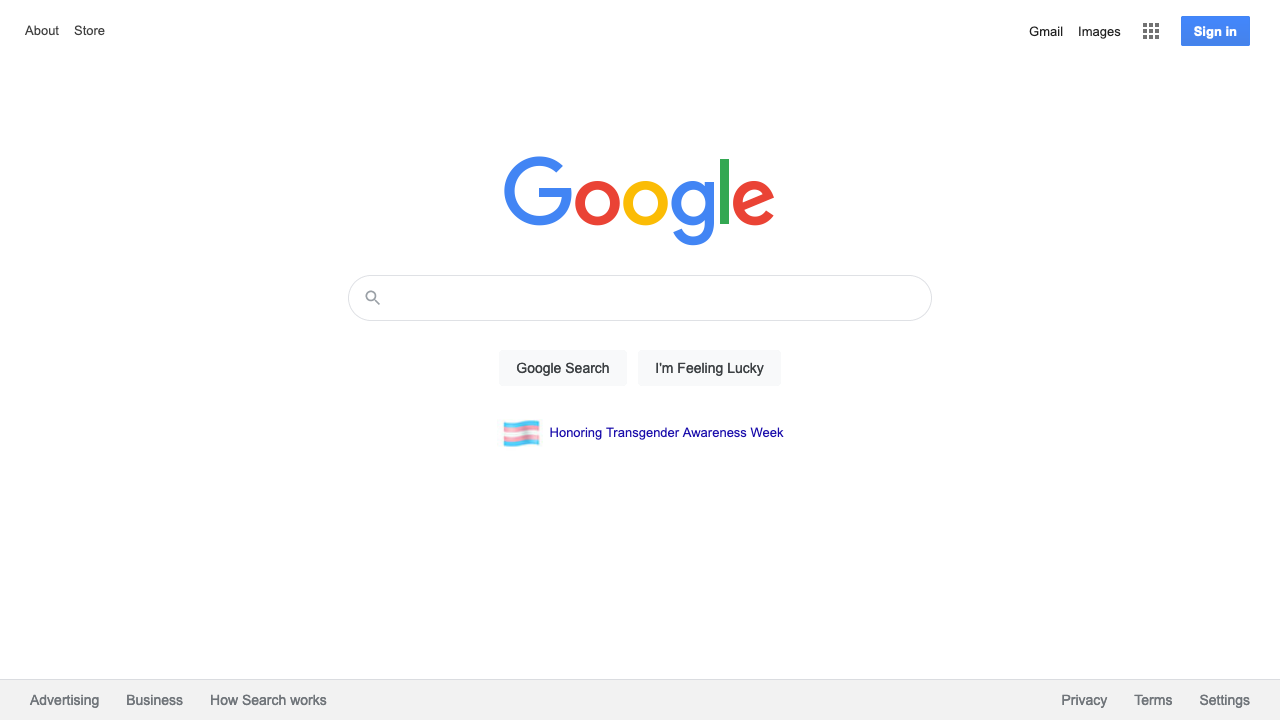 About Store
Gmail Images Sign in
Google
Google Search I'm Feeling Lucky
Honoring Transgender Awareness Week
Advertising Business How Search works Privacy Terms Settings